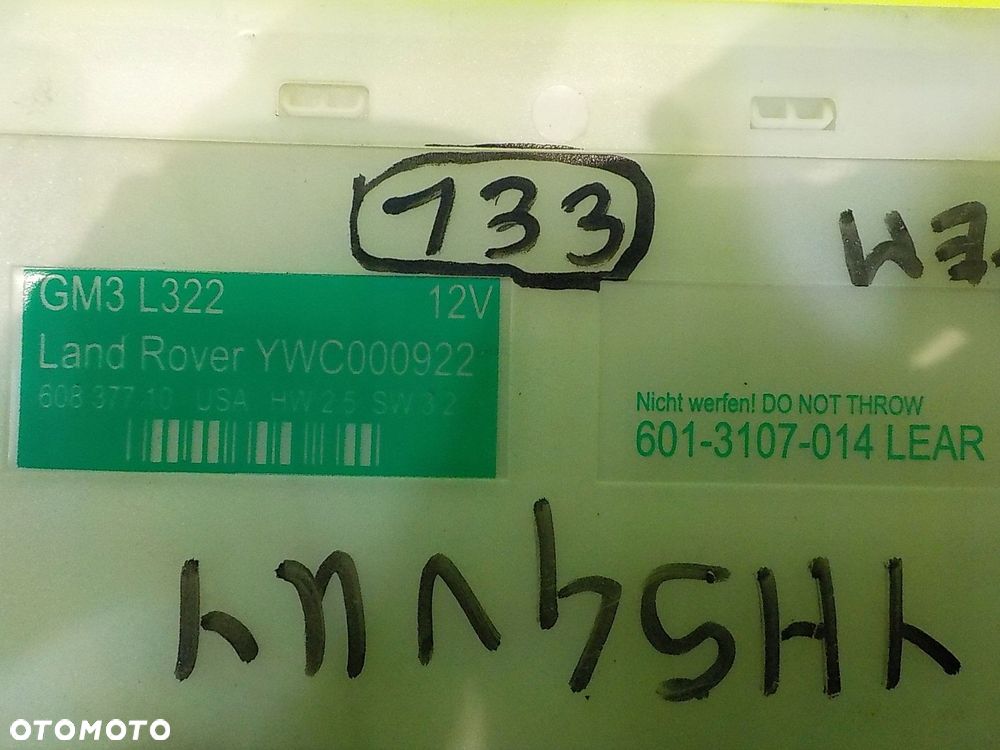 133
GM3 L322 12V
Land Rover YWC000922
608 377 10 USA HW 2 5 SW 3 2
Nicht werfen! DO NOT THROW
601-3107-014 LEAR
OTOMOTO